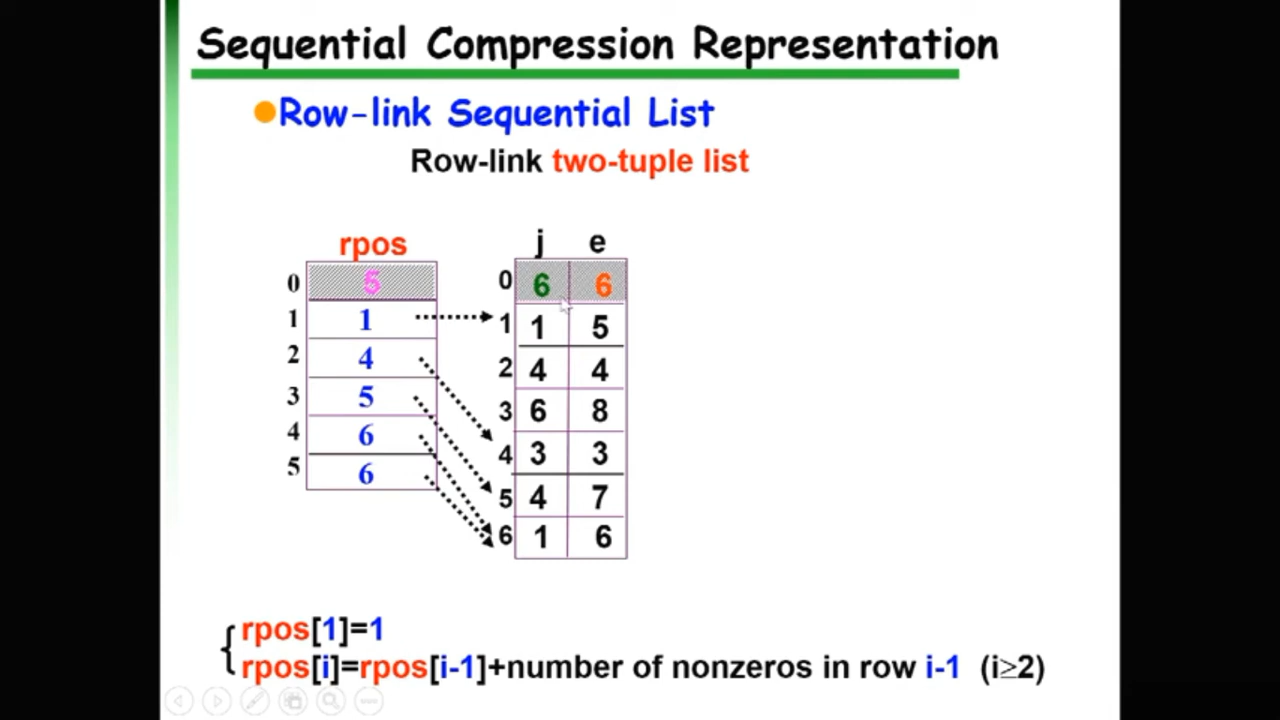 Sequential Compression Representation
Row-link Sequential List
Row-link two-tuple list
rpos
0 5
1 1
2 4
3 5
4 6
5 6
j e
0 6 6
1 1 5
2 4 4
3 6 8
4 3 3
5 4 7
6 1 6
rpos[1]=1
rpos[i]=rpos[i-1]+number of nonzeros in row i-1 (i≥2)